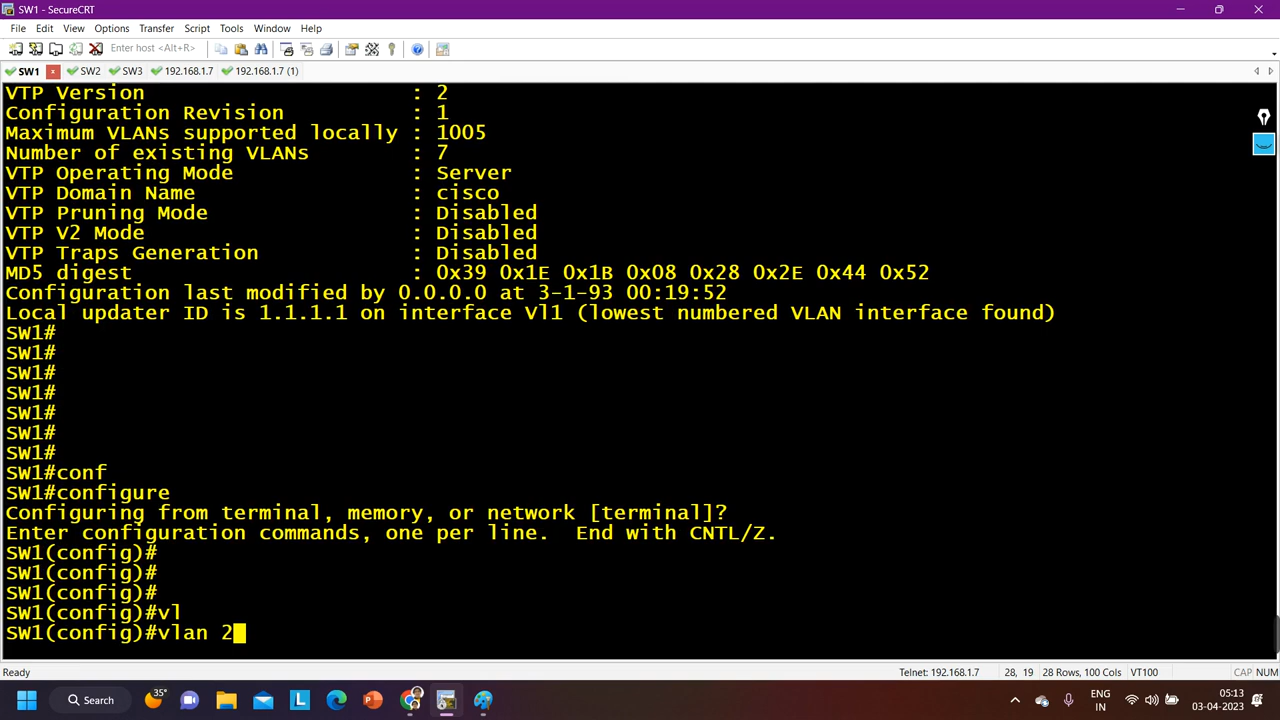 SW1 - SecureCRT
File Edit View Options Transfer Script Tools Window Help
Enter host <Alt+R>
SW1 x SW2 SW3 192.168.1.7 192.168.1.7 (1)
VTP Version : 2
Configuration Revision : 1
Maximum VLANs supported locally : 1005
Number of existing VLANs : 7
VTP Operating Mode : Server
VTP Domain Name : cisco
VTP Pruning Mode : Disabled
VTP V2 Mode : Disabled
VTP Traps Generation : Disabled
MD5 digest : 0x39 0x1E 0x1B 0x08 0x28 0x2E 0x44 0x52
Configuration last modified by 0.0.0.0 at 3-1-93 00:19:52
Local updater ID is 1.1.1.1 on interface Vl1 (lowest numbered VLAN interface found)
SW1#
SW1#
SW1#
SW1#
SW1#
SW1#
SW1#
SW1#conf
SW1#configure
Configuring from terminal, memory, or network [terminal]?
Enter configuration commands, one per line.  End with CNTL/Z.
SW1(config)#
SW1(config)#
SW1(config)#
SW1(config)#vl
SW1(config)#vlan 2
Ready Telnet: 192.168.1.7 28, 19 28 Rows, 100 Cols VT100 CAP NUM
Search 35° L ENG 05:13
IN 03-04-2023